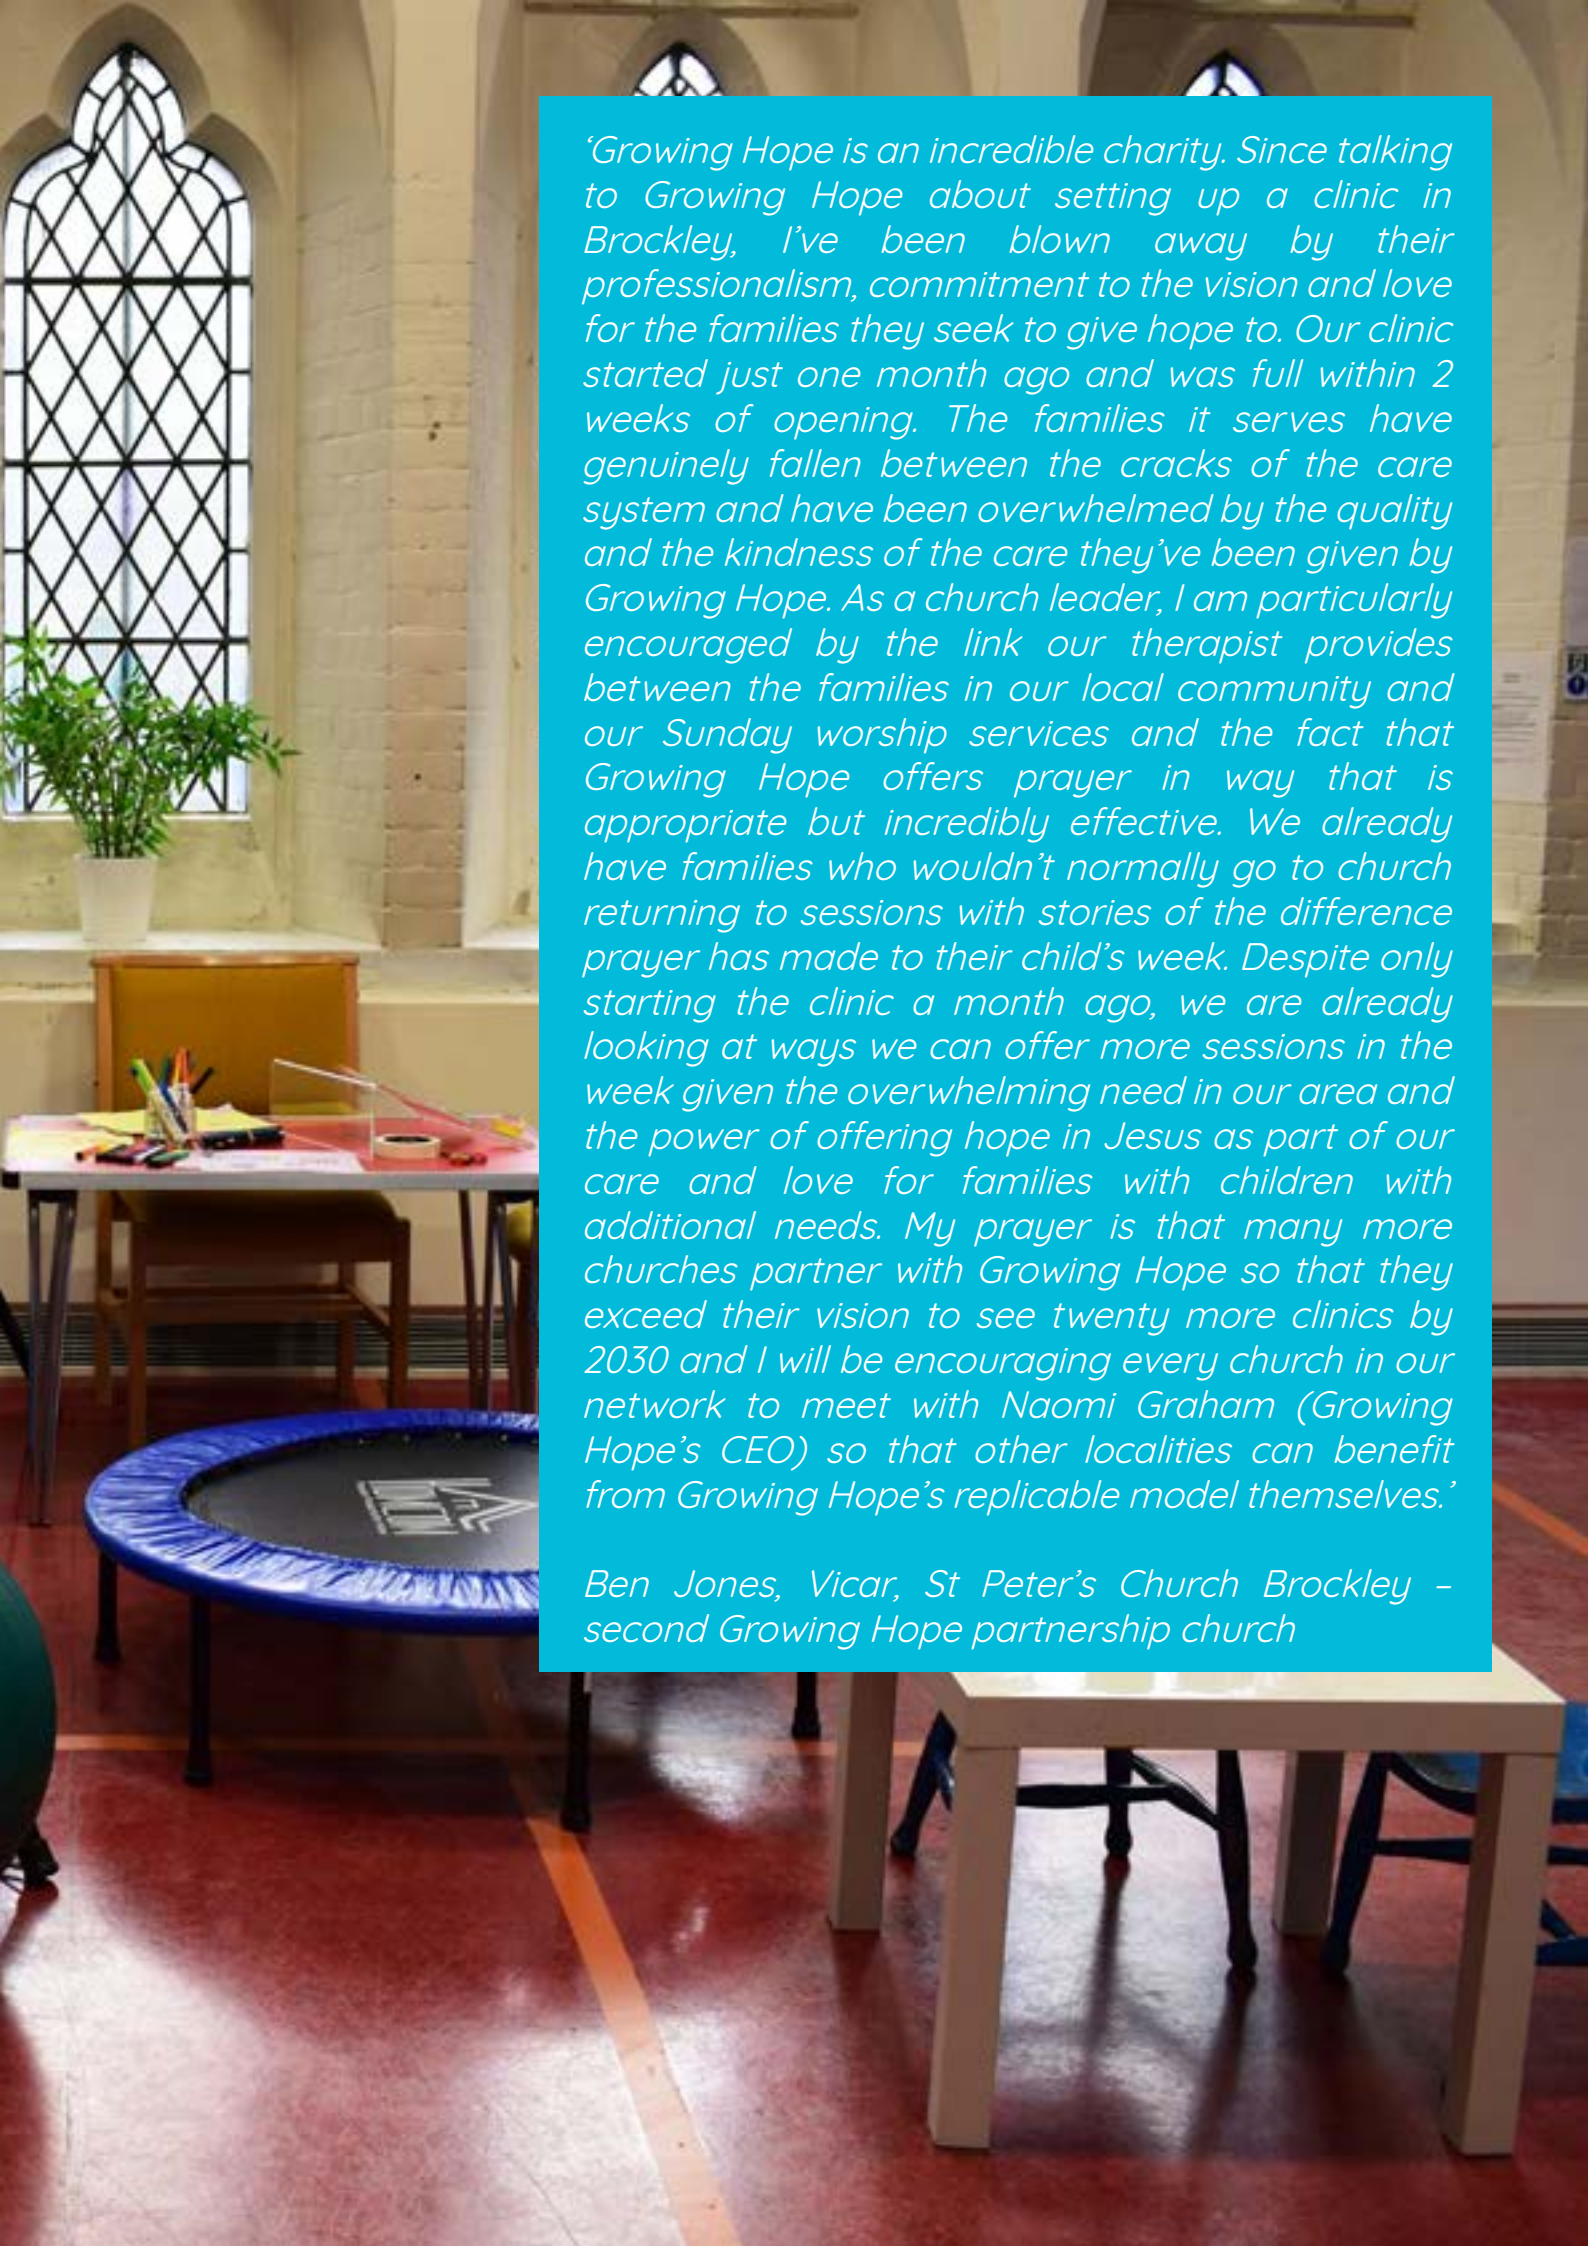 ‘Growing Hope is an incredible charity. Since talking
to Growing Hope about setting up a clinic in
Brockley, I’ve been blown away by their
professionalism, commitment to the vision and love
for the families they seek to give hope to. Our clinic
started just one month ago and was full within 2
weeks of opening. The families it serves have
genuinely fallen between the cracks of the care
system and have been overwhelmed by the quality
and the kindness of the care they’ve been given by
Growing Hope. As a church leader, I am particularly
encouraged by the link our therapist provides
between the families in our local community and
our Sunday worship services and the fact that
Growing Hope offers prayer in way that is
appropriate but incredibly effective. We already
have families who wouldn’t normally go to church
returning to sessions with stories of the difference
prayer has made to their child’s week. Despite only
starting the clinic a month ago, we are already
looking at ways we can offer more sessions in the
week given the overwhelming need in our area and
the power of offering hope in Jesus as part of our
care and love for families with children with
additional needs. My prayer is that many more
churches partner with Growing Hope so that they
exceed their vision to see twenty more clinics by
2030 and I will be encouraging every church in our
network to meet with Naomi Graham (Growing
Hope’s CEO) so that other localities can benefit
from Growing Hope’s replicable model themselves.’
Ben Jones, Vicar, St Peter’s Church Brockley –
second Growing Hope partnership church